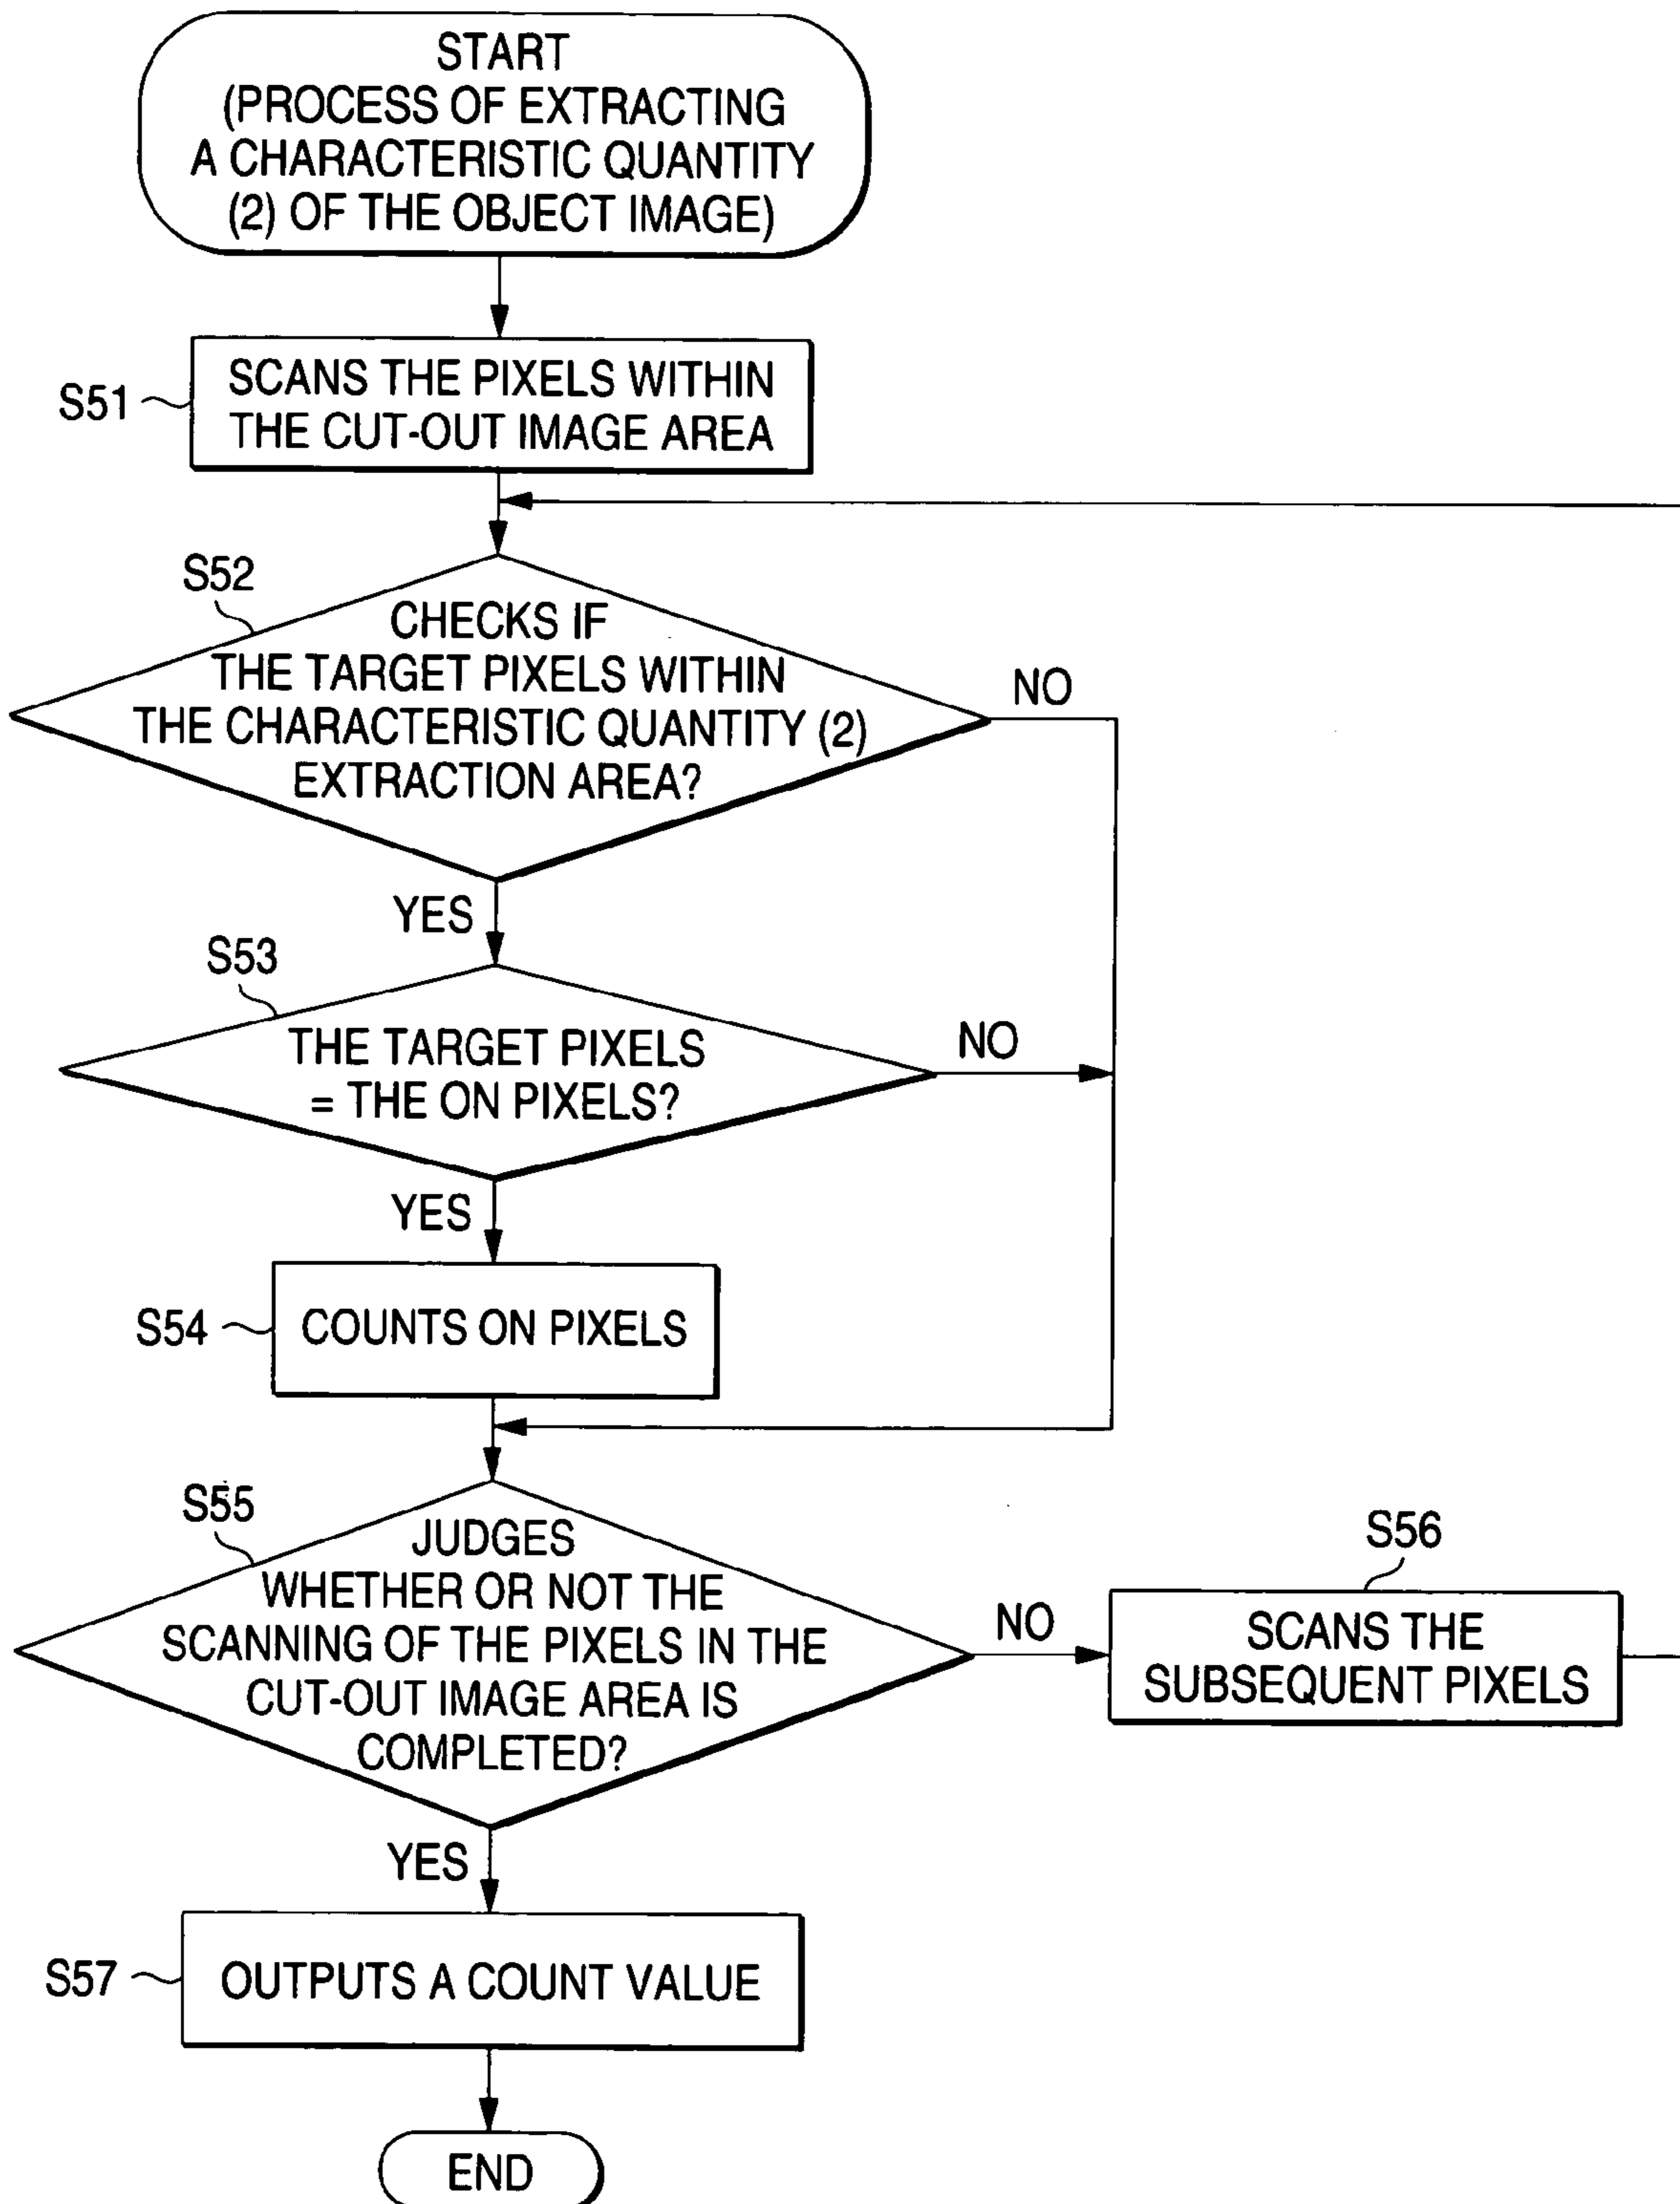 START
(PROCESS OF EXTRACTING
A CHARACTERISTIC QUANTITY
(2) OF THE OBJECT IMAGE)
S51
SCANS THE PIXELS WITHIN
THE CUT-OUT IMAGE AREA
S52
CHECKS IF
THE TARGET PIXELS WITHIN
THE CHARACTERISTIC QUANTITY (2)
EXTRACTION AREA?
NO
YES
S53
THE TARGET PIXELS
= THE ON PIXELS?
NO
YES
S54
COUNTS ON PIXELS
S55
JUDGES
WHETHER OR NOT THE
SCANNING OF THE PIXELS IN THE
CUT-OUT IMAGE AREA IS
COMPLETED?
NO
S56
SCANS THE
SUBSEQUENT PIXELS
YES
S57
OUTPUTS A COUNT VALUE
END